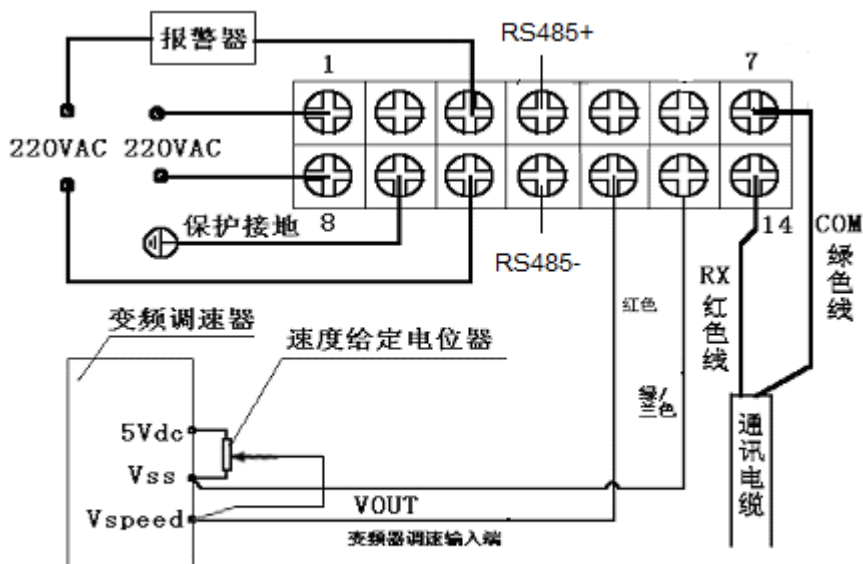 报警器
RS485+
1
7
220VAC
220VAC
保护接地
8
RS485-
14
COM
绿色线
RX
红色线
红色
绿/
兰色
变频调速器
速度给定电位器
5Vdc
Vss
Vspeed
VOUT
变频器调速输入端
通讯电缆